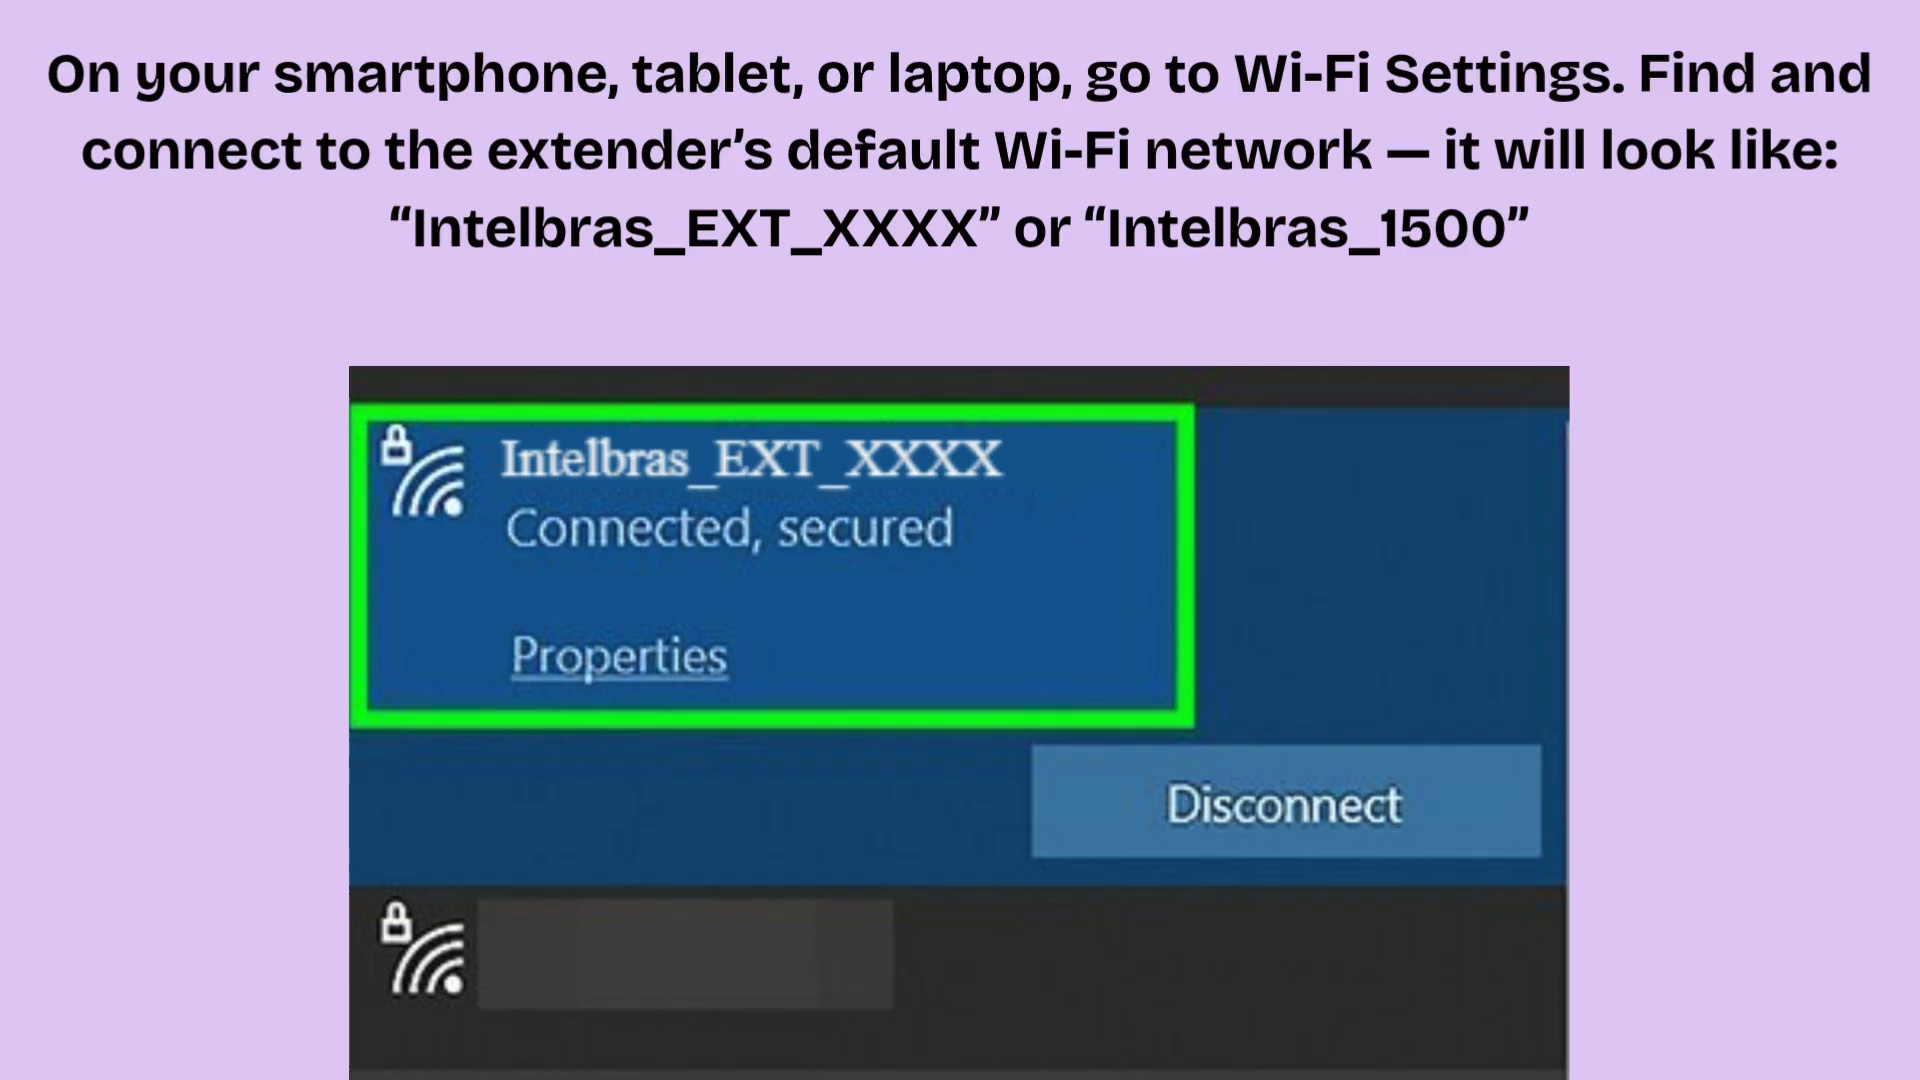 On your smartphone, tablet, or laptop, go to Wi-Fi Settings. Find and
connect to the extender’s default Wi-Fi network — it will look like:
“Intelbras_EXT_XXXX” or “Intelbras_1500”
Intelbras_EXT_XXXX
Connected, secured
Properties
Disconnect